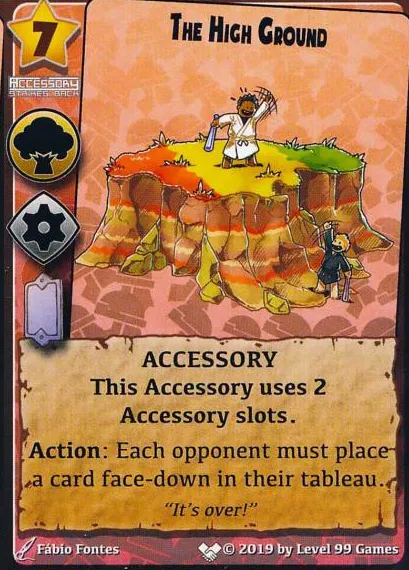 The High Ground
7
Accessory
Striker Back
ACCESSORY
This Accessory uses 2
Accessory slots.
Action: Each opponent must place
a card face-down in their tableau.
“It’s over!”
Fábio Fontes
© 2019 by Level 99 Games